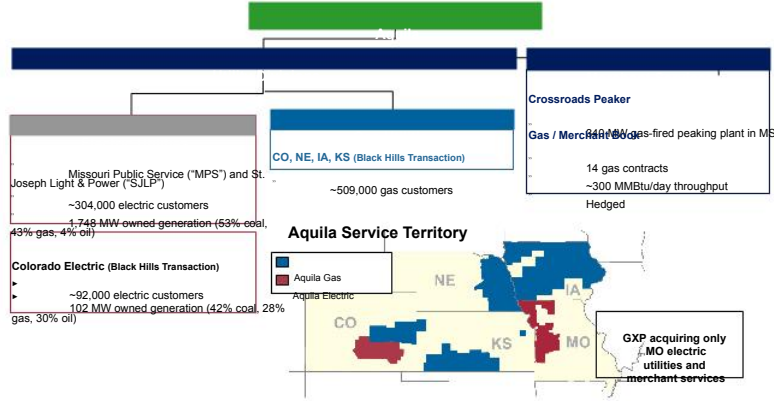 Crossroads Peaker
640 MW gas-fired peaking plant in MS
Gas / Merchant Book
14 gas contracts
~300 MMBtu/day throughput
Hedged
CO, NE, IA, KS (Black Hills Transaction)
~509,000 gas customers
Missouri Public Service ("MPS") and St.
Joseph Light & Power ("SJLP")
~304,000 electric customers
1,748 MW owned generation (53% coal,
43% gas, 4% oil)
Colorado Electric (Black Hills Transaction)
~92,000 electric customers
102 MW owned generation (42% coal, 28%
gas, 30% oil)
Aquila Service Territory
Aquila Gas
Aquila Electric
NE
IA
CO
KS
MO
GXP acquiring only
MO electric
utilities and
merchant services